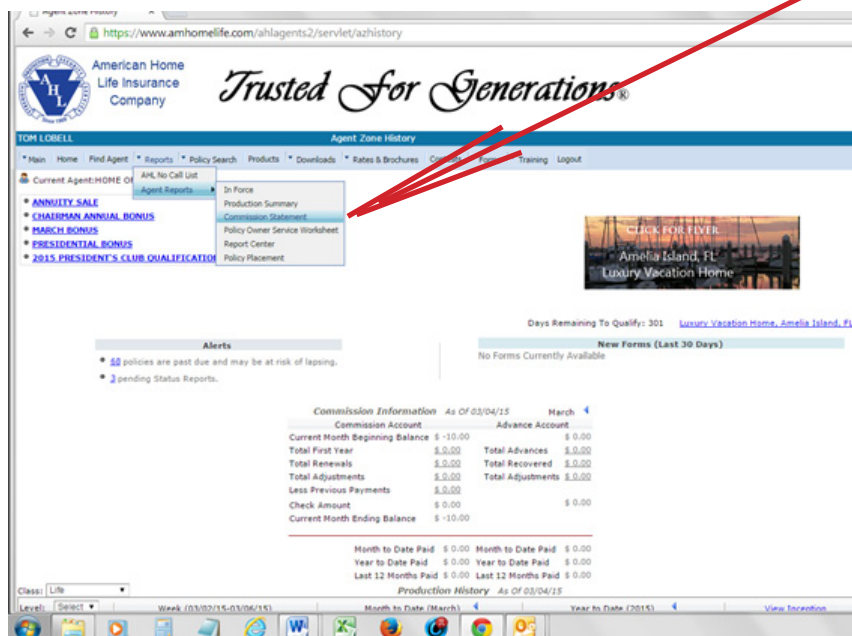 Agent Zone History
https://www.amhomelife.com/ahlagents2/servlet/azhistory
AHL
Since 1909
American Home
Life Insurance
Company
Trusted For Generations®
TOM LOBELL Agent Zone History
Main Home Find Agent Reports Policy Search Products Downloads Rates & Brochures Contests Forms Training Logout
Current Agent:HOME OF
AHL No Call List
Agent Reports
In Force
Production Summary
Commission Statement
Policy Owner Service Worksheet
Report Center
Policy Placement
ANNUITY SALE
CHAIRMAN ANNUAL BONUS
MARCH BONUS
PRESIDENTIAL BONUS
2015 PRESIDENT'S CLUB QUALIFICATION
CLICK FOR FLYER
Amelia Island, FL
Luxury Vacation Home
Days Remaining To Qualify: 301 Luxury Vacation Home, Amelia Island, FL
Alerts
68 policies are past due and may be at risk of lapsing.
3 pending Status Reports.
New Forms (Last 30 Days)
No Forms Currently Available
Commission Information As Of 03/04/15 March
Commission Account Advance Account
Current Month Beginning Balance $ -10.00 $ 0.00
Total First Year $ 0.00 Total Advances $ 0.00
Total Renewals $ 0.00 Total Recovered $ 0.00
Total Adjustments $ 0.00 Total Adjustments $ 0.00
Less Previous Payments $ 0.00
Check Amount $ 0.00 $ 0.00
Current Month Ending Balance $ -10.00
Month to Date Paid $ 0.00 Month to Date Paid $ 0.00
Year to Date Paid $ 0.00 Year to Date Paid $ 0.00
Last 12 Months Paid $ 0.00 Last 12 Months Paid $ 0.00
Class: Life Production History As Of 03/04/15
Level: Select Week (03/02/15-03/06/15) Month to Date (March) Year to Date (2015) View Inception